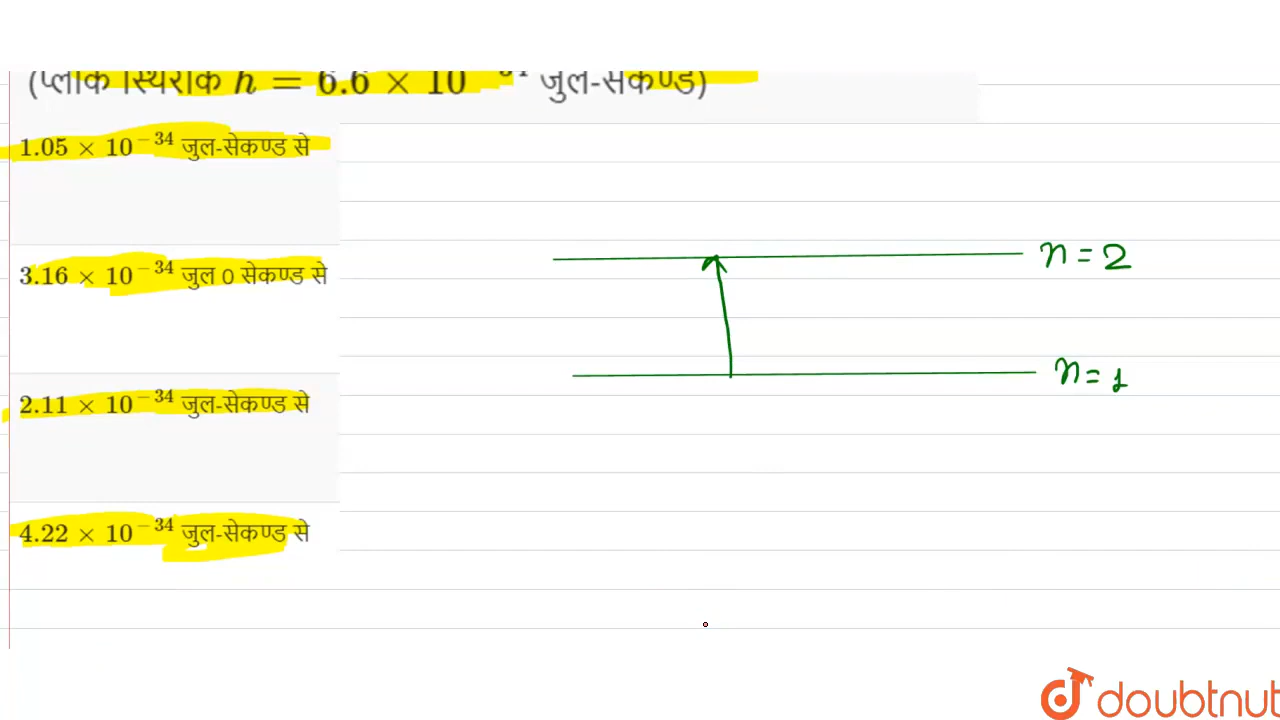 (प्लांक स्थिरांक h = 6.6 × 10⁻³⁴ जुल-सेकण्ड)
1.05 × 10⁻³⁴ जुल-सेकण्ड से
3.16 × 10⁻³⁴ जुल 0 सेकण्ड से
2.11 × 10⁻³⁴ जुल-सेकण्ड से
4.22 × 10⁻³⁴ जुल-सेकण्ड से
n = 2
n = 1
doubtnut